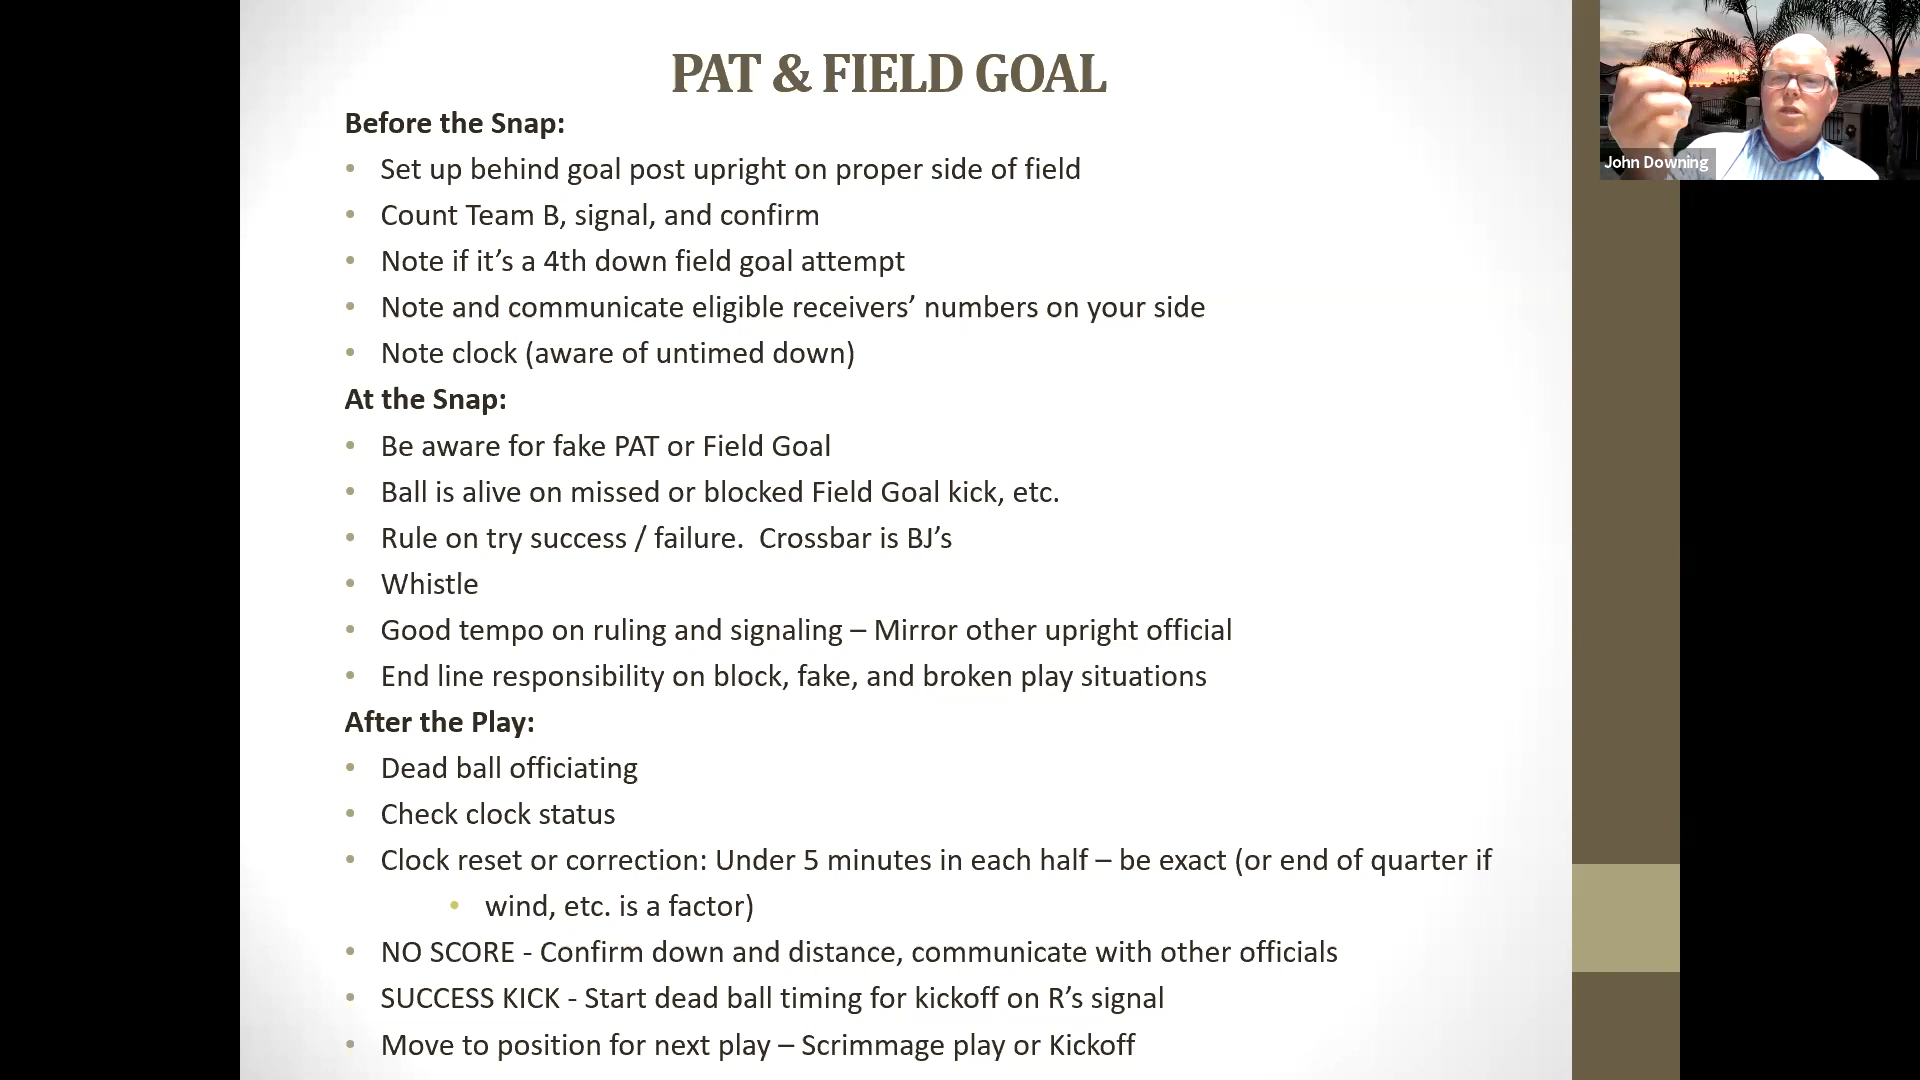 PAT & FIELD GOAL
Before the Snap:
• Set up behind goal post upright on proper side of field
• Count Team B, signal, and confirm
• Note if it’s a 4th down field goal attempt
• Note and communicate eligible receivers’ numbers on your side
• Note clock (aware of untimed down)
At the Snap:
• Be aware for fake PAT or Field Goal
• Ball is alive on missed or blocked Field Goal kick, etc.
• Rule on try success / failure.  Crossbar is BJ’s
• Whistle
• Good tempo on ruling and signaling – Mirror other upright official
• End line responsibility on block, fake, and broken play situations
After the Play:
• Dead ball officiating
• Check clock status
• Clock reset or correction: Under 5 minutes in each half – be exact (or end of quarter if
• wind, etc. is a factor)
• NO SCORE - Confirm down and distance, communicate with other officials
• SUCCESS KICK - Start dead ball timing for kickoff on R’s signal
• Move to position for next play – Scrimmage play or Kickoff
John Downing